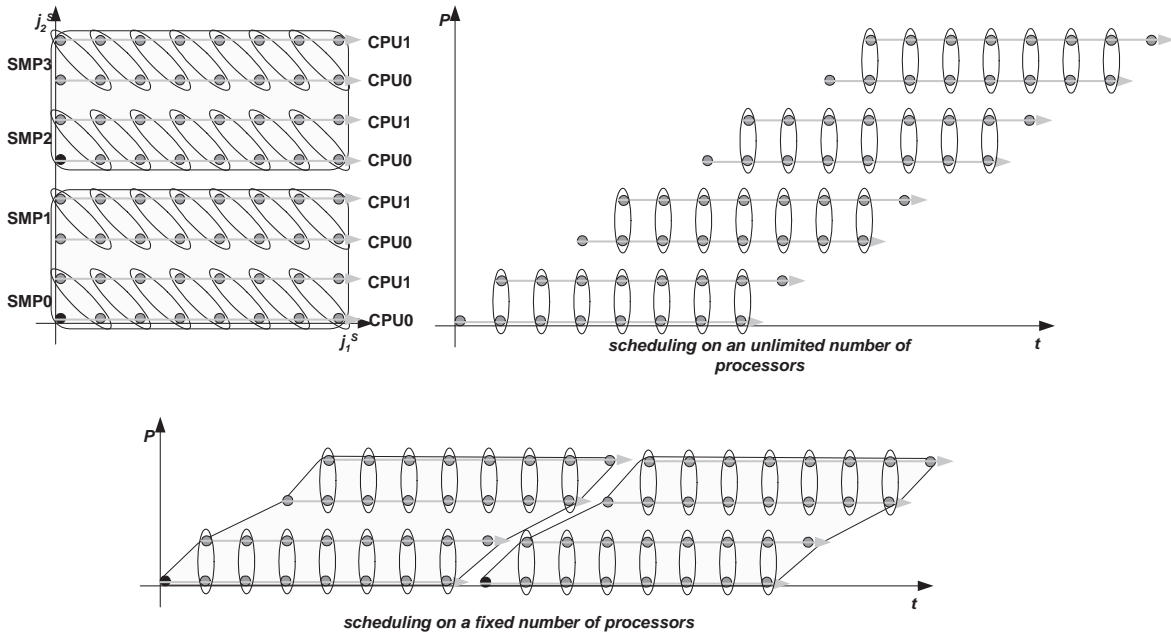 j₂ˢ
SMP3
CPU1
CPU0
SMP2
CPU1
CPU0
SMP1
CPU1
CPU0
SMP0
CPU1
CPU0
j₁ˢ
P
t
scheduling on an unlimited number of
processors
P
t
scheduling on a fixed number of processors